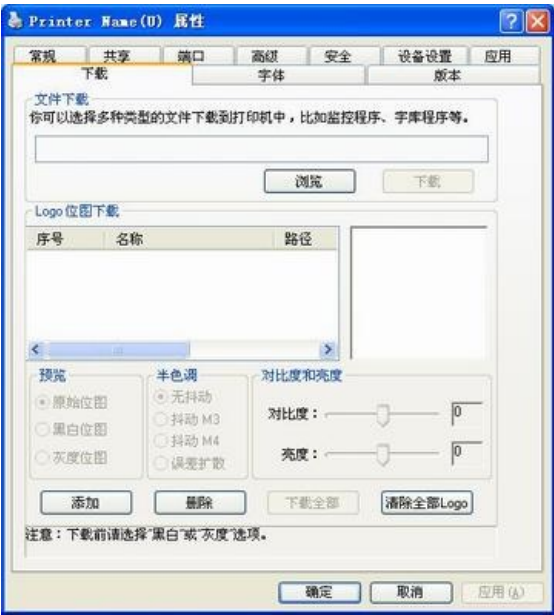 Printer Name(U) 属性
常规 共享 端口 高级 安全 设备设置 应用
下载 字体 版本
文件下载
你可以选择多种类型的文件下载到打印机中，比如监控程序、字库程序等。
浏览 下载
Logo位图下载
序号 名称 路径
预览 半色调 对比度和亮度
原始位图
黑白位图
灰度位图
无抖动
抖动 M3
抖动 M4
误差扩散
对比度： 0
亮度： 0
添加 删除 下载全部 清除全部Logo
注意：下载前请选择"黑白"或"灰度"选项。
确定 取消 应用(A)